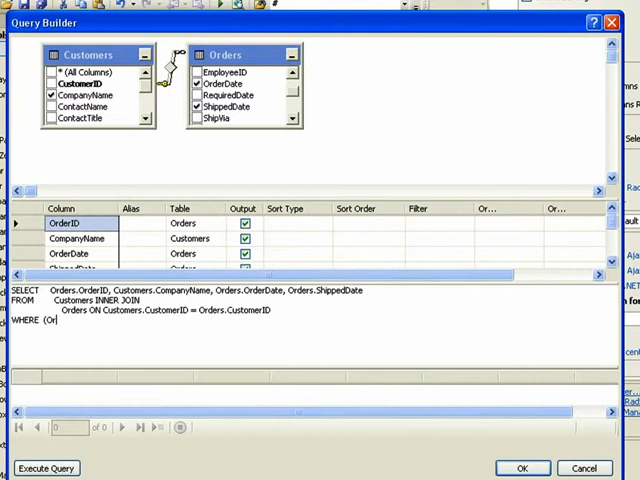 Query Builder
Customers
Orders
* (All Columns)
CustomerID
CompanyName
ContactName
ContactTitle
EmployeeID
OrderDate
RequiredDate
ShippedDate
ShipVia
Column Alias Table Output Sort Type Sort Order Filter Or... Or...
OrderID Orders
CompanyName Customers
OrderDate Orders
ShippedDate Orders
SELECT Orders.OrderID, Customers.CompanyName, Orders.OrderDate, Orders.ShippedDate
FROM Customers INNER JOIN
Orders ON Customers.CustomerID = Orders.CustomerID
WHERE (Or
0 of 0
Execute Query
OK
Cancel